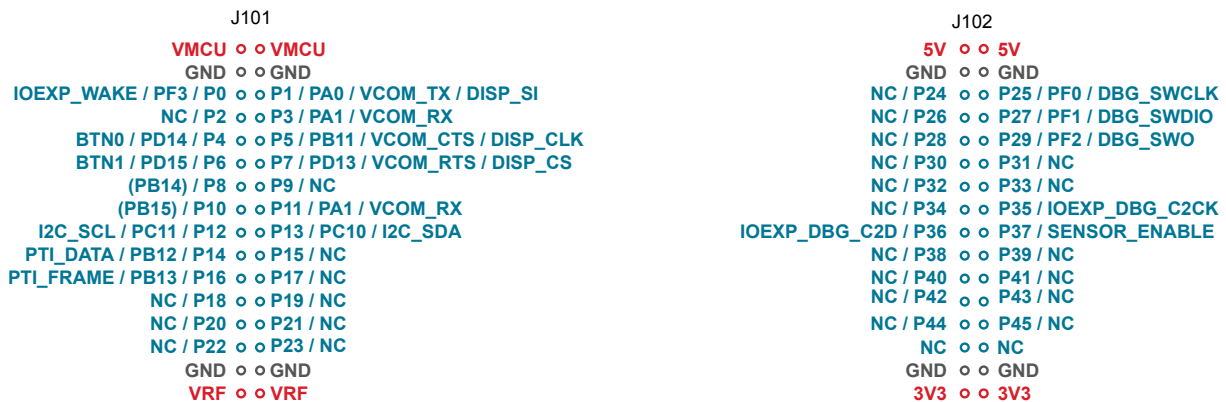 J101
VMCU VMCU
GND GND
IOEXP_WAKE / PF3 / P0 P1 / PA0 / VCOM_TX / DISP_SI
NC / P2 P3 / PA1 / VCOM_RX
BTN0 / PD14 / P4 P5 / PB11 / VCOM_CTS / DISP_CLK
BTN1 / PD15 / P6 P7 / PD13 / VCOM_RTS / DISP_CS
(PB14) / P8 P9 / NC
(PB15) / P10 P11 / PA1 / VCOM_RX
I2C_SCL / PC11 / P12 P13 / PC10 / I2C_SDA
PTI_DATA / PB12 / P14 P15 / NC
PTI_FRAME / PB13 / P16 P17 / NC
NC / P18 P19 / NC
NC / P20 P21 / NC
NC / P22 P23 / NC
GND GND
VRF VRF
J102
5V 5V
GND GND
NC / P24 P25 / PF0 / DBG_SWCLK
NC / P26 P27 / PF1 / DBG_SWDIO
NC / P28 P29 / PF2 / DBG_SWO
NC / P30 P31 / NC
NC / P32 P33 / NC
NC / P34 P35 / IOEXP_DBG_C2CK
IOEXP_DBG_C2D / P36 P37 / SENSOR_ENABLE
NC / P38 P39 / NC
NC / P40 P41 / NC
NC / P42 P43 / NC
NC / P44 P45 / NC
NC NC
GND GND
3V3 3V3